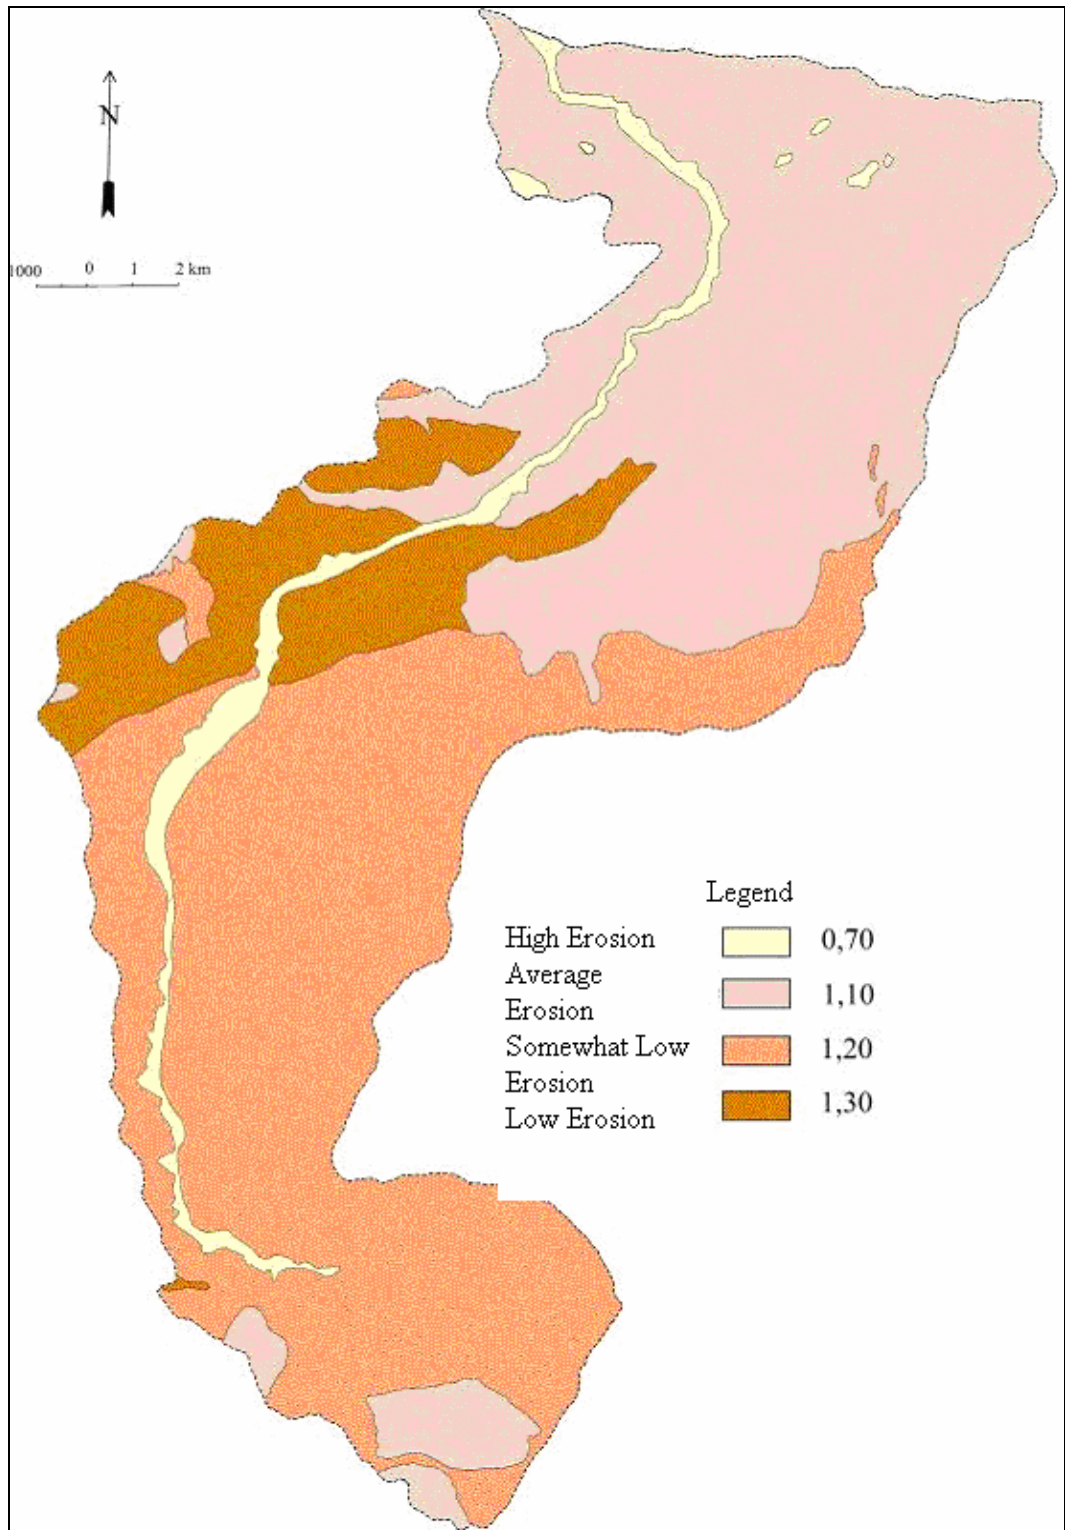 N
1000 0 1 2 km
Legend
High Erosion 0,70
Average
Erosion 1,10
Somewhat Low 1,20
Erosion
Low Erosion 1,30